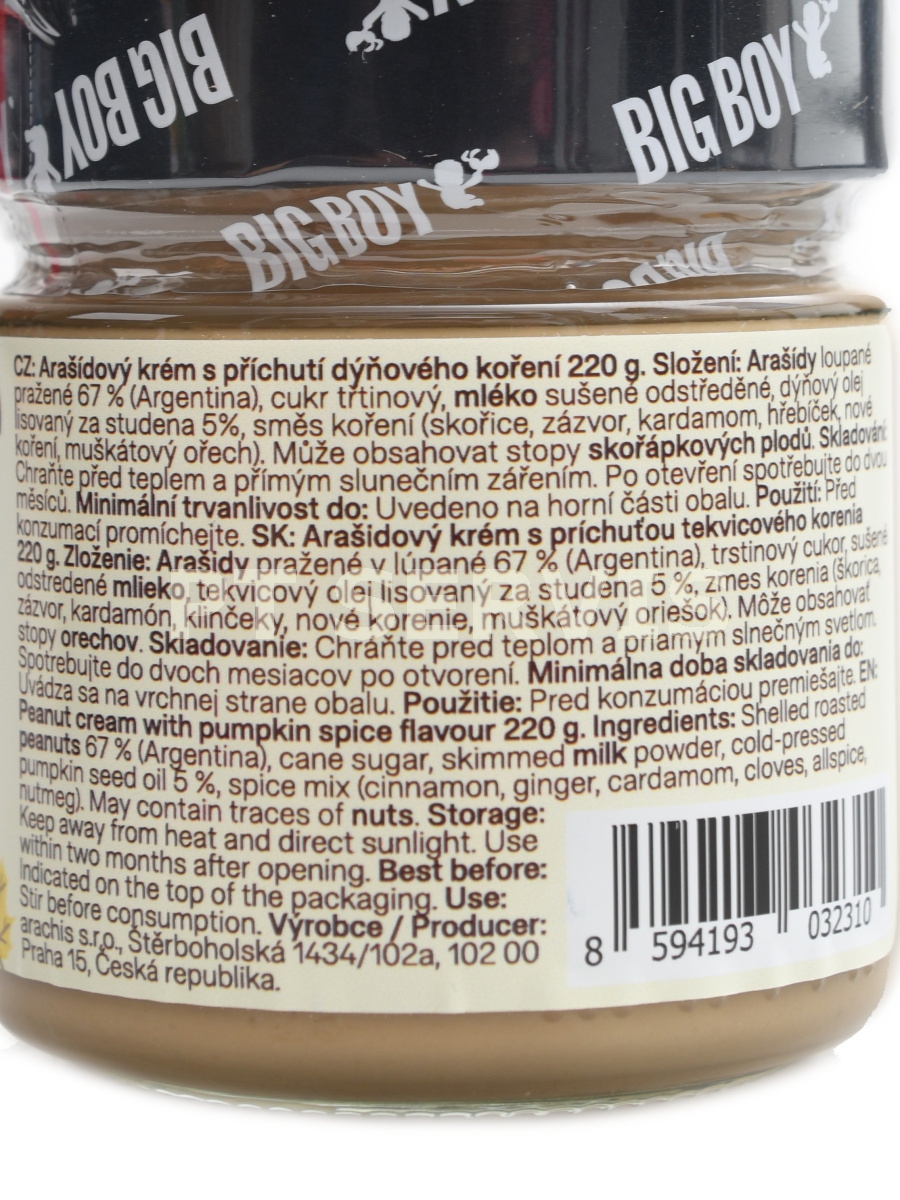 BIG BOY
BIG BOY
BIG BOY
CZ: Arašídový krém s příchutí dýňového koření 220 g. Složení: Arašídy loupané
pražené 67 % (Argentina), cukr třtinový, mléko sušené odstředěné, dýňový olej
lisovaný za studena 5%, směs koření (skořice, zázvor, kardamom, hřebíček, nové
koření, muškátový ořech). Může obsahovat stopy skořápkových plodů. Skladování:
Chraňte před teplem a přímým slunečním zářením. Po otevření spotřebujte do dvou
měsíců. Minimální trvanlivost do: Uvedeno na horní části obalu. Použití: Před
konzumací promíchejte. SK: Arašidový krém s príchuťou tekvicového korenia
220 g. Zloženie: Arašidy pražené v lúpané 67 % (Argentina), trstinový cukor, sušené
odstredené mlieko, tekvicový olej lisovaný za studena 5 %, zmes korenia (škorica,
zázvor, kardamón, klinčeky, nové korenie, muškátový oriešok). Môže obsahovať
stopy orechov. Skladovanie: Chráňte pred teplom a priamym slnečným svetlom.
Spotrebujte do dvoch mesiacov po otvorení. Minimálna doba skladovania do:
Uvádza sa na vrchnej strane obalu. Použitie: Pred konzumáciou premiešajte. EN:
Peanut cream with pumpkin spice flavour 220 g. Ingredients: Shelled roasted
peanuts 67 % (Argentina), cane sugar, skimmed milk powder, cold-pressed
pumpkin seed oil 5 %, spice mix (cinnamon, ginger, cardamom, cloves, allspice,
nutmeg). May contain traces of nuts. Storage:
Keep away from heat and direct sunlight. Use
within two months after opening. Best before:
Indicated on the top of the packaging. Use:
Stir before consumption. Výrobce / Producer:
arachis s.r.o., Štěrboholská 1434/102a, 102 00
Praha 15, Česká republika.
8 594193 032310